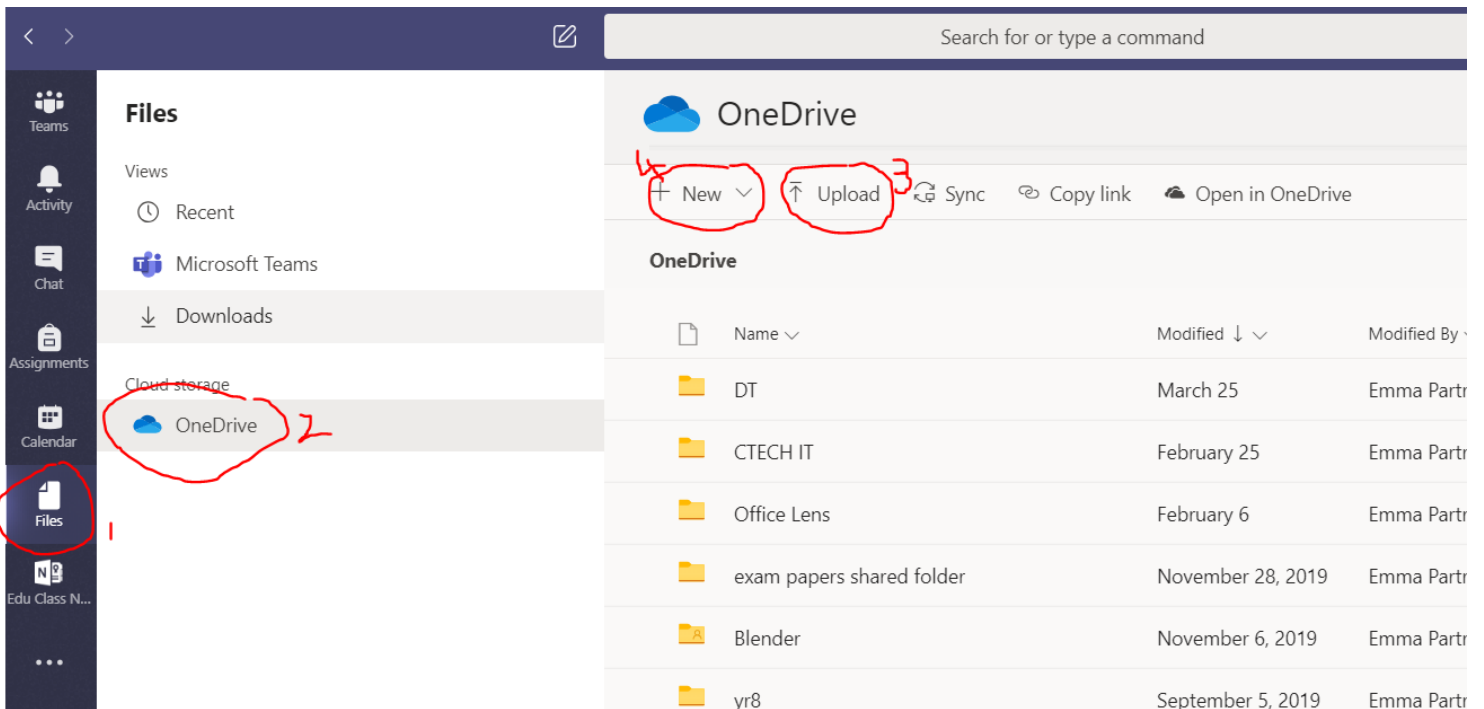 Search for or type a command
Teams
Activity
Chat
Assignments
Calendar
Files
1
Edu Class N...
Files
Views
Recent
Microsoft Teams
Downloads
Cloud storage
OneDrive 2
OneDrive
4 New Upload 3 Sync Copy link Open in OneDrive
OneDrive
Name Modified Modified By
DT March 25 Emma Partr
CTECH IT February 25 Emma Partr
Office Lens February 6 Emma Partr
exam papers shared folder November 28, 2019 Emma Partr
Blender November 6, 2019 Emma Partr
yr8 September 5, 2019 Emma Partr